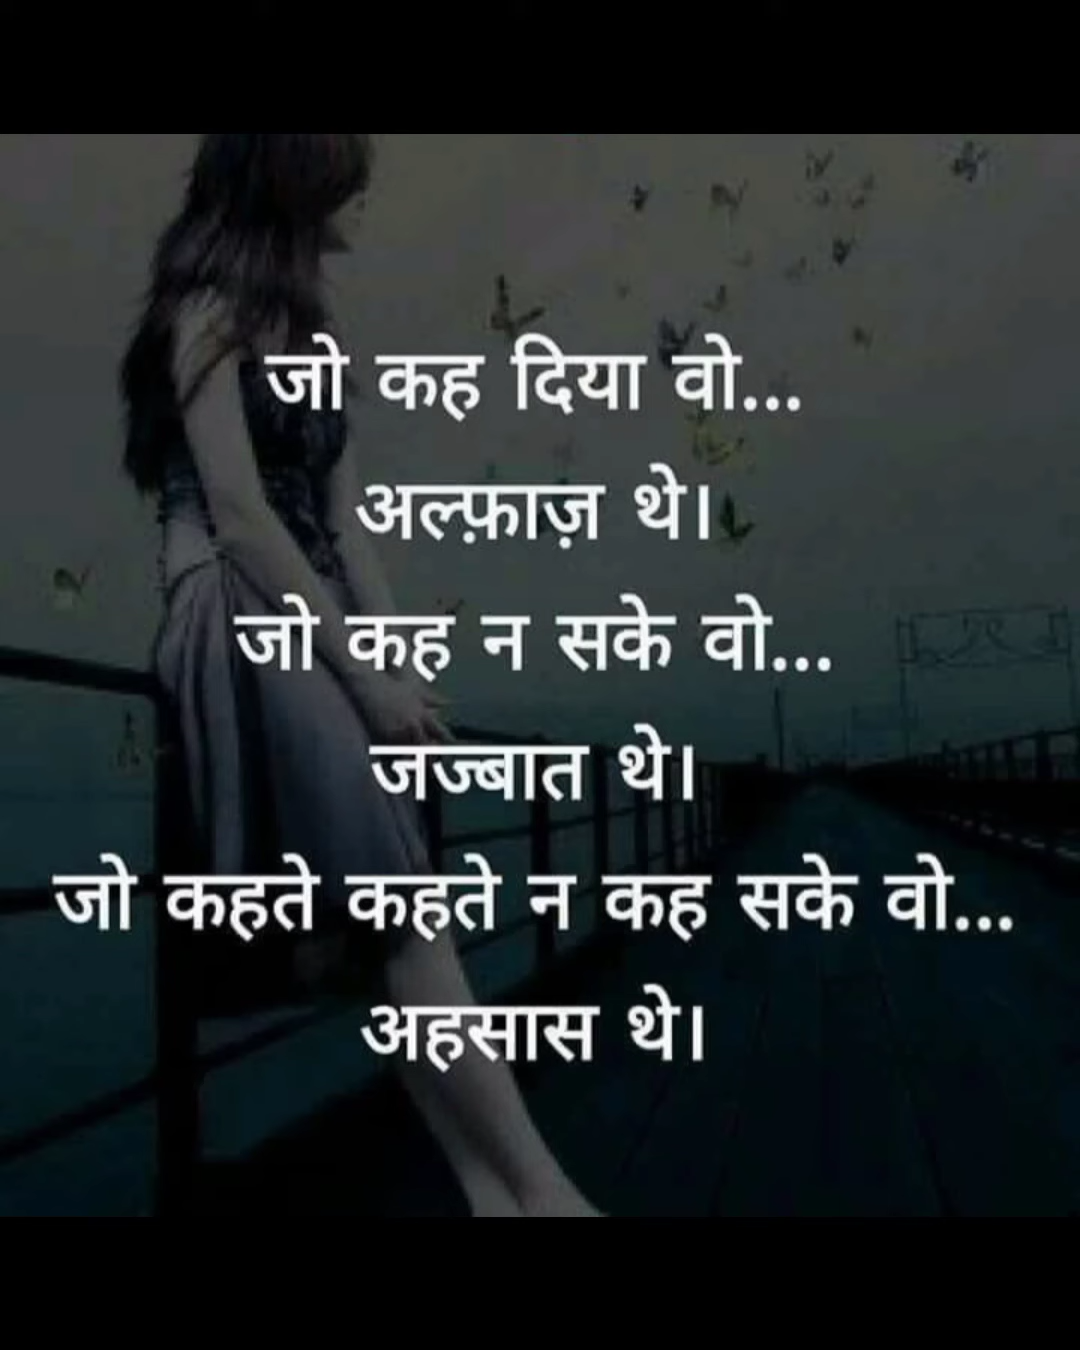 जो कह दिया वो...
अल्फ़ाज़ थे।
जो कह न सके वो...
जज्बात थे।
जो कहते कहते न कह सके वो...
अहसास थे।